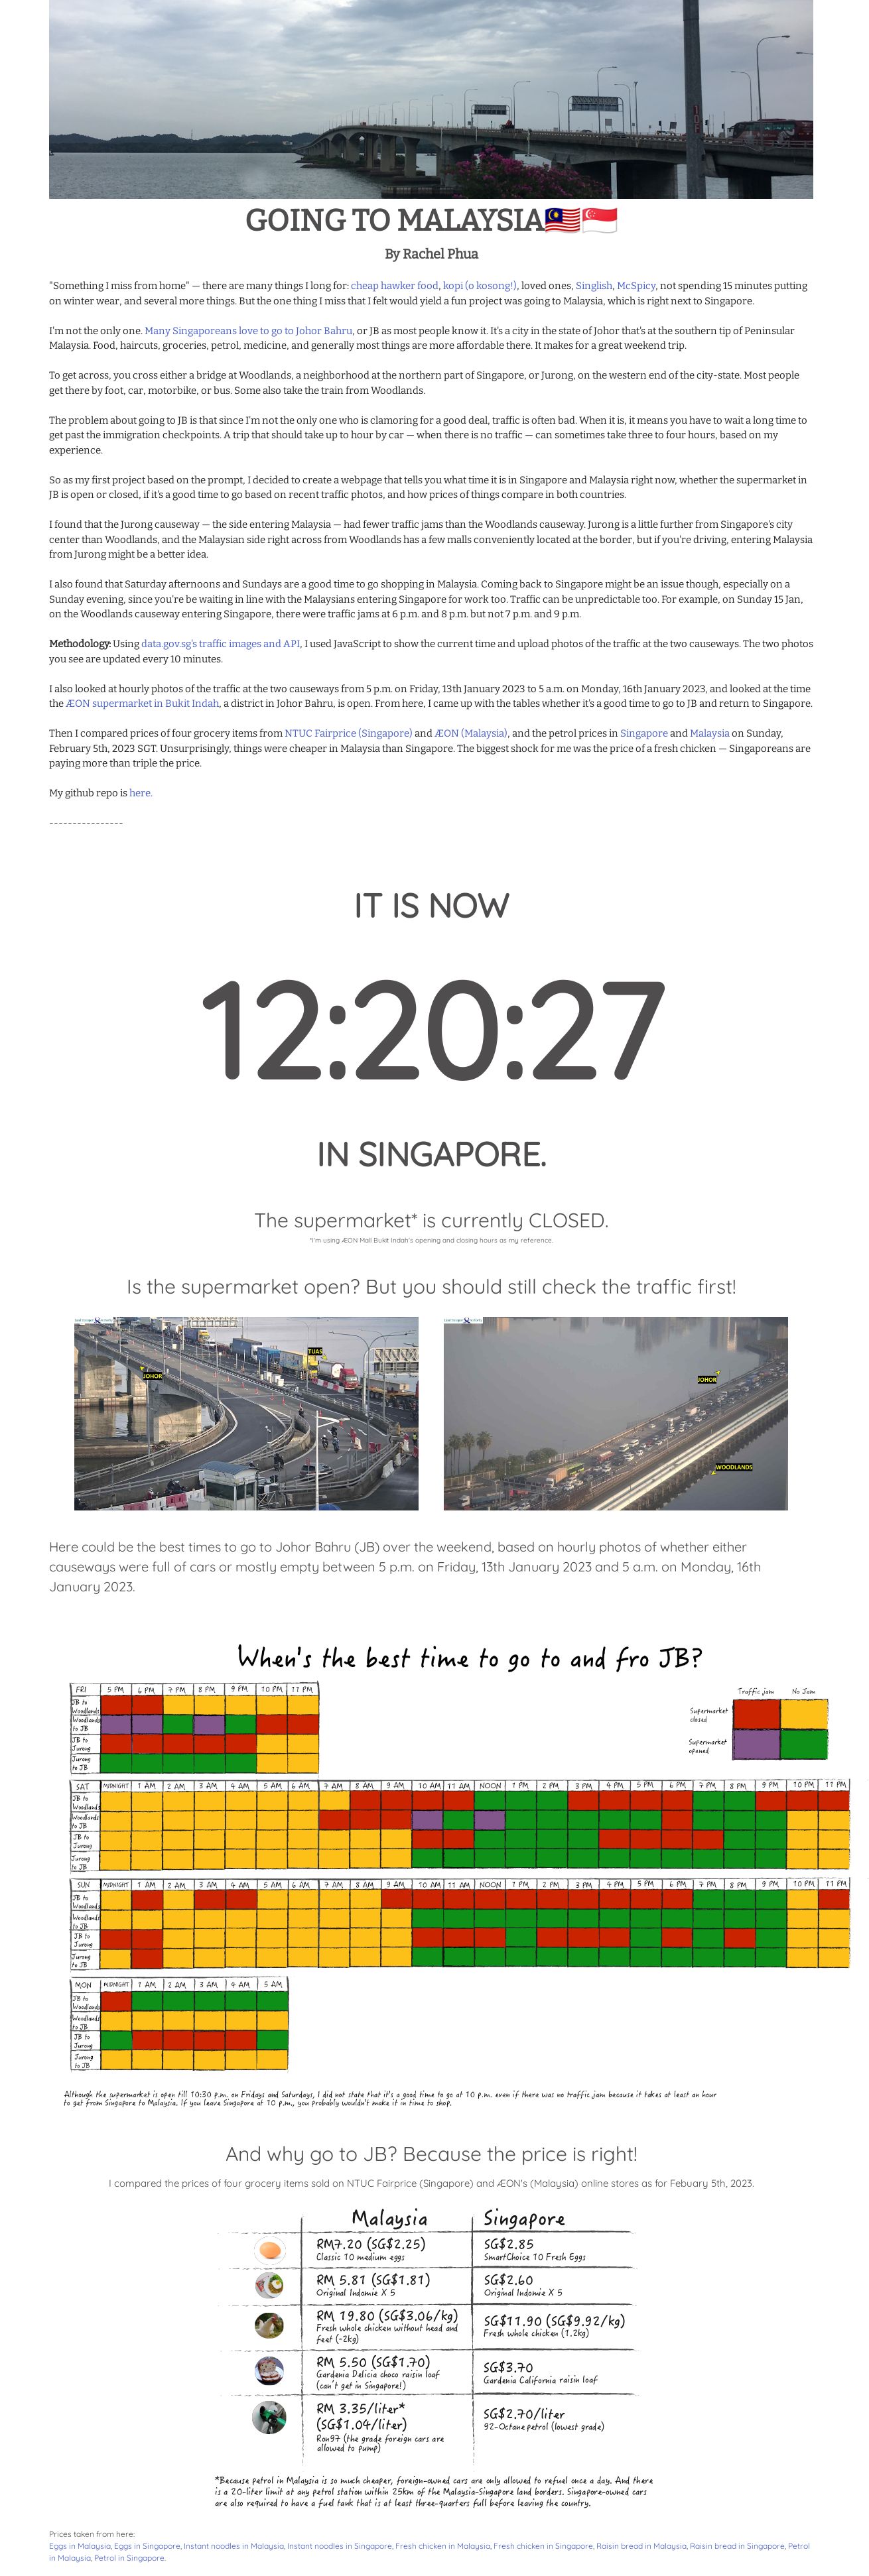 GOING TO MALAYSIA🇲🇾🇸🇬
By Rachel Phua
"Something I miss from home" — there are many things I long for: cheap hawker food, kopi (o kosong!), loved ones, Singlish, McSpicy, not spending 15 minutes putting
on winter wear, and several more things. But the one thing I miss that I felt would yield a fun project was going to Malaysia, which is right next to Singapore.
I'm not the only one. Many Singaporeans love to go to Johor Bahru, or JB as most people know it. It's a city in the state of Johor that's at the southern tip of Peninsular
Malaysia. Food, haircuts, groceries, petrol, medicine, and generally most things are more affordable there. It makes for a great weekend trip.
To get across, you cross either a bridge at Woodlands, a neighborhood at the northern part of Singapore, or Jurong, on the western end of the city-state. Most people
get there by foot, car, motorbike, or bus. Some also take the train from Woodlands.
The problem about going to JB is that since I'm not the only one who is clamoring for a good deal, traffic is often bad. When it is, it means you have to wait a long time to
get past the immigration checkpoints. A trip that should take up to hour by car — when there is no traffic — can sometimes take three to four hours, based on my
experience.
So as my first project based on the prompt, I decided to create a webpage that tells you what time it is in Singapore and Malaysia right now, whether the supermarket in
JB is open or closed, if it's a good time to go based on recent traffic photos, and how prices of things compare in both countries.
I found that the Jurong causeway — the side entering Malaysia — had fewer traffic jams than the Woodlands causeway. Jurong is a little further from Singapore's city
center than Woodlands, and the Malaysian side right across from Woodlands has a few malls conveniently located at the border, but if you're driving, entering Malaysia
from Jurong might be a better idea.
I also found that Saturday afternoons and Sundays are a good time to go shopping in Malaysia. Coming back to Singapore might be an issue though, especially on a
Sunday evening, since you're be waiting in line with the Malaysians entering Singapore for work too. Traffic can be unpredictable too. For example, on Sunday 15 Jan,
on the Woodlands causeway entering Singapore, there were traffic jams at 6 p.m. and 8 p.m. but not 7 p.m. and 9 p.m.
Methodology: Using data.gov.sg's traffic images and API, I used JavaScript to show the current time and upload photos of the traffic at the two causeways. The two photos
you see are updated every 10 minutes.
I also looked at hourly photos of the traffic at the two causeways from 5 p.m. on Friday, 13th January 2023 to 5 a.m. on Monday, 16th January 2023, and looked at the time
the ÆON supermarket in Bukit Indah, a district in Johor Bahru, is open. From here, I came up with the tables whether it's a good time to go to JB and return to Singapore.
Then I compared prices of four grocery items from NTUC Fairprice (Singapore) and ÆON (Malaysia), and the petrol prices in Singapore and Malaysia on Sunday,
February 5th, 2023 SGT. Unsurprisingly, things were cheaper in Malaysia than Singapore. The biggest shock for me was the price of a fresh chicken — Singaporeans are
paying more than triple the price.
My github repo is here.
----------------
IT IS NOW
12:20:27
IN SINGAPORE.
The supermarket* is currently CLOSED.
*I'm using ÆON Mall Bukit Indah's opening and closing hours as my reference.
Is the supermarket open? But you should still check the traffic first!
TUAS
JOHOR
JOHOR
WOODLANDS
Here could be the best times to go to Johor Bahru (JB) over the weekend, based on hourly photos of whether either
causeways were full of cars or mostly empty between 5 p.m. on Friday, 13th January 2023 and 5 a.m. on Monday, 16th
January 2023.
When's the best time to go to and fro JB?
Traffic jam No Jam
Supermarket closed
Supermarket opened
FRI 5 PM 6 PM 7 PM 8 PM 9 PM 10 PM 11 PM
JB to Woodlands
Woodlands to JB
JB to Jurong
Jurong to JB
SAT MIDNIGHT 1 AM 2 AM 3 AM 4 AM 5 AM 6 AM 7 AM 8 AM 9 AM 10 AM 11 AM NOON 1 PM 2 PM 3 PM 4 PM 5 PM 6 PM 7 PM 8 PM 9 PM 10 PM 11 PM
JB to Woodlands
Woodlands to JB
JB to Jurong
Jurong to JB
SUN MIDNIGHT 1 AM 2 AM 3 AM 4 AM 5 AM 6 AM 7 AM 8 AM 9 AM 10 AM 11 AM NOON 1 PM 2 PM 3 PM 4 PM 5 PM 6 PM 7 PM 8 PM 9 PM 10 PM 11 PM
JB to Woodlands
Woodlands to JB
JB to Jurong
Jurong to JB
MON MIDNIGHT 1 AM 2 AM 3 AM 4 AM 5 AM
JB to Woodlands
Woodlands to JB
JB to Jurong
Jurong to JB
Although the supermarket is open till 10:30 p.m. on Fridays and Saturdays, I did not state that it's a good time to go at 10 p.m. even if there was no traffic jam because it takes at least an hour
to get from Singapore to Malaysia. If you leave Singapore at 10 p.m., you probably wouldn't make it in time to shop.
And why go to JB? Because the price is right!
I compared the prices of four grocery items sold on NTUC Fairprice (Singapore) and ÆON's (Malaysia) online stores as for Febuary 5th, 2023.
Malaysia Singapore
RM7.20 (SG$2.25)
Classic 10 medium eggs
SG$2.85
SmartChoice 10 Fresh Eggs
RM 5.81 (SG$1.81)
Original Indomie X 5
SG$2.60
Original Indomie X 5
RM 19.80 (SG$3.06/kg)
Fresh whole chicken without head and
feet (~2kg)
SG$11.90 (SG$9.92/kg)
Fresh whole chicken (1.2kg)
RM 5.50 (SG$1.70)
Gardenia Delicia choco raisin loaf
(can't get in Singapore!)
SG$3.70
Gardenia California raisin loaf
RM 3.35/liter*
(SG$1.04/liter)
Ron97 (the grade foreign cars are
allowed to pump)
SG$2.70/liter
92-Octane petrol (lowest grade)
*Because petrol in Malaysia is so much cheaper, foreign-owned cars are only allowed to refuel once a day. And there
is a 20-liter limit at any petrol station within 25km of the Malaysia-Singapore land borders. Singapore-owned cars
are also required to have a fuel tank that is at least three-quarters full before leaving the country.
Prices taken from here:
Eggs in Malaysia, Eggs in Singapore, Instant noodles in Malaysia, Instant noodles in Singapore, Fresh chicken in Malaysia, Fresh chicken in Singapore, Raisin bread in Malaysia, Raisin bread in Singapore, Petrol
in Malaysia, Petrol in Singapore.